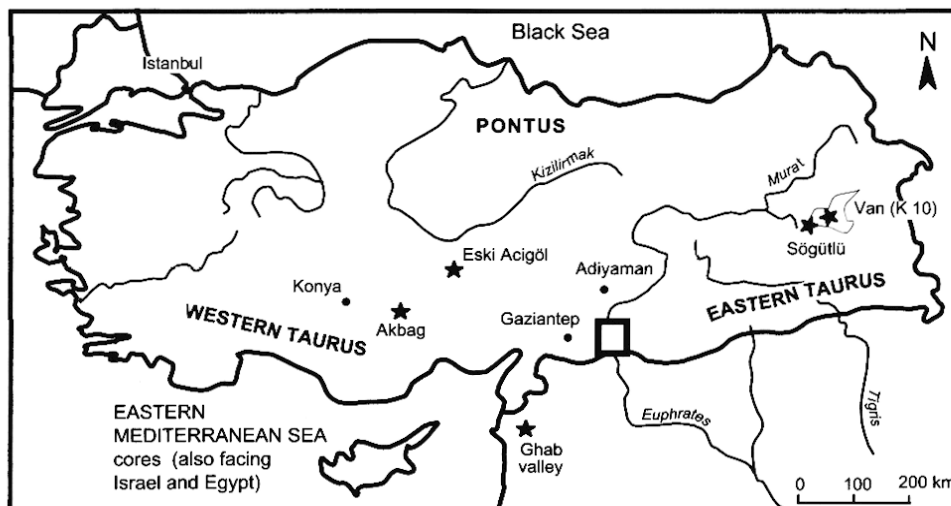 Black Sea
N
Istanbul
PONTUS
Kizilirmak
Murat
Van (K 10)
Sögütlü
Eski Acigöl
Adiyaman
Konya
EASTERN TAURUS
WESTERN TAURUS
Akbag
Gaziantep
EASTERN
MEDITERRANEAN SEA
cores (also facing
Israel and Egypt)
Euphrates
Tigris
Ghab
valley
0 100 200 km